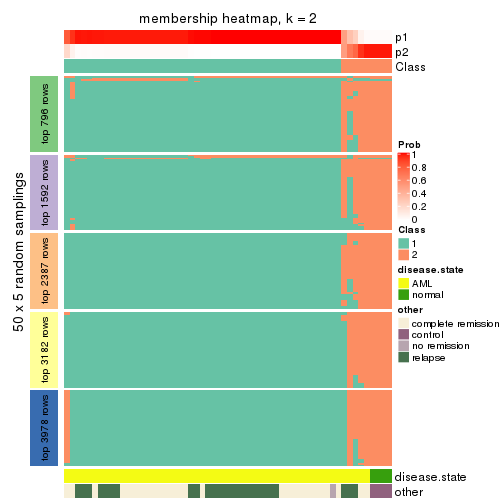 membership heatmap, k = 2
p1
p2
Class
50 x 5 random samplings
top 796 rows
top 1592 rows
top 2387 rows
top 3182 rows
top 3978 rows
Prob
1
0.8
0.6
0.4
0.2
0
Class
1
2
disease.state
AML
normal
other
complete remission
control
no remission
relapse
disease.state
other